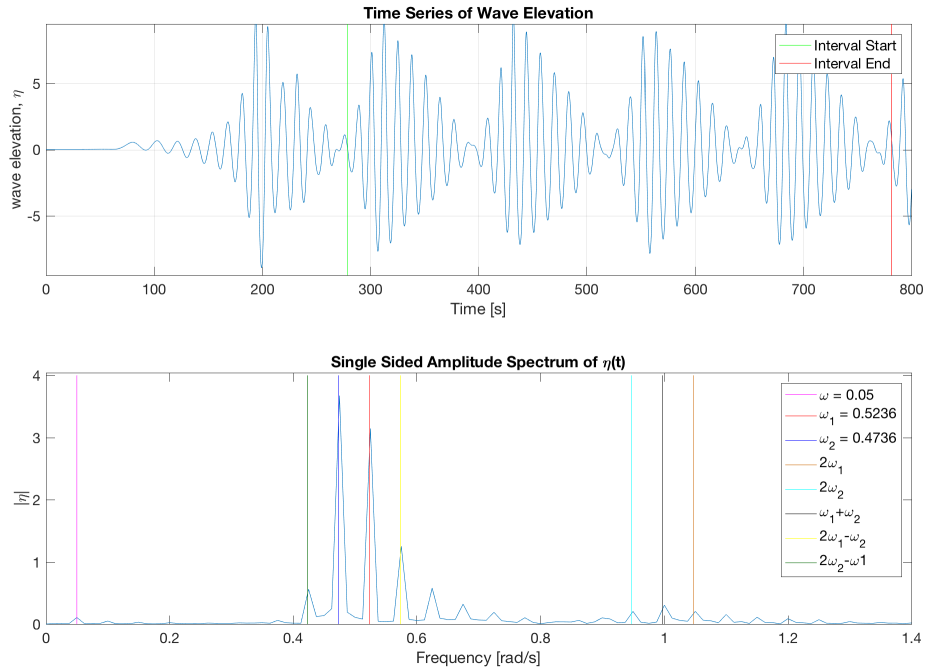 Time Series of Wave Elevation
wave elevation, η
5
0
-5
Interval Start
Interval End
0 100 200 300 400 500 600 700 800
Time [s]
Single Sided Amplitude Spectrum of η(t)
|η|
4
3
2
1
0
ω = 0.05
ω1 = 0.5236
ω2 = 0.4736
2ω1
2ω2
ω1+ω2
2ω1-ω2
2ω2-ω1
0 0.2 0.4 0.6 0.8 1 1.2 1.4
Frequency [rad/s]